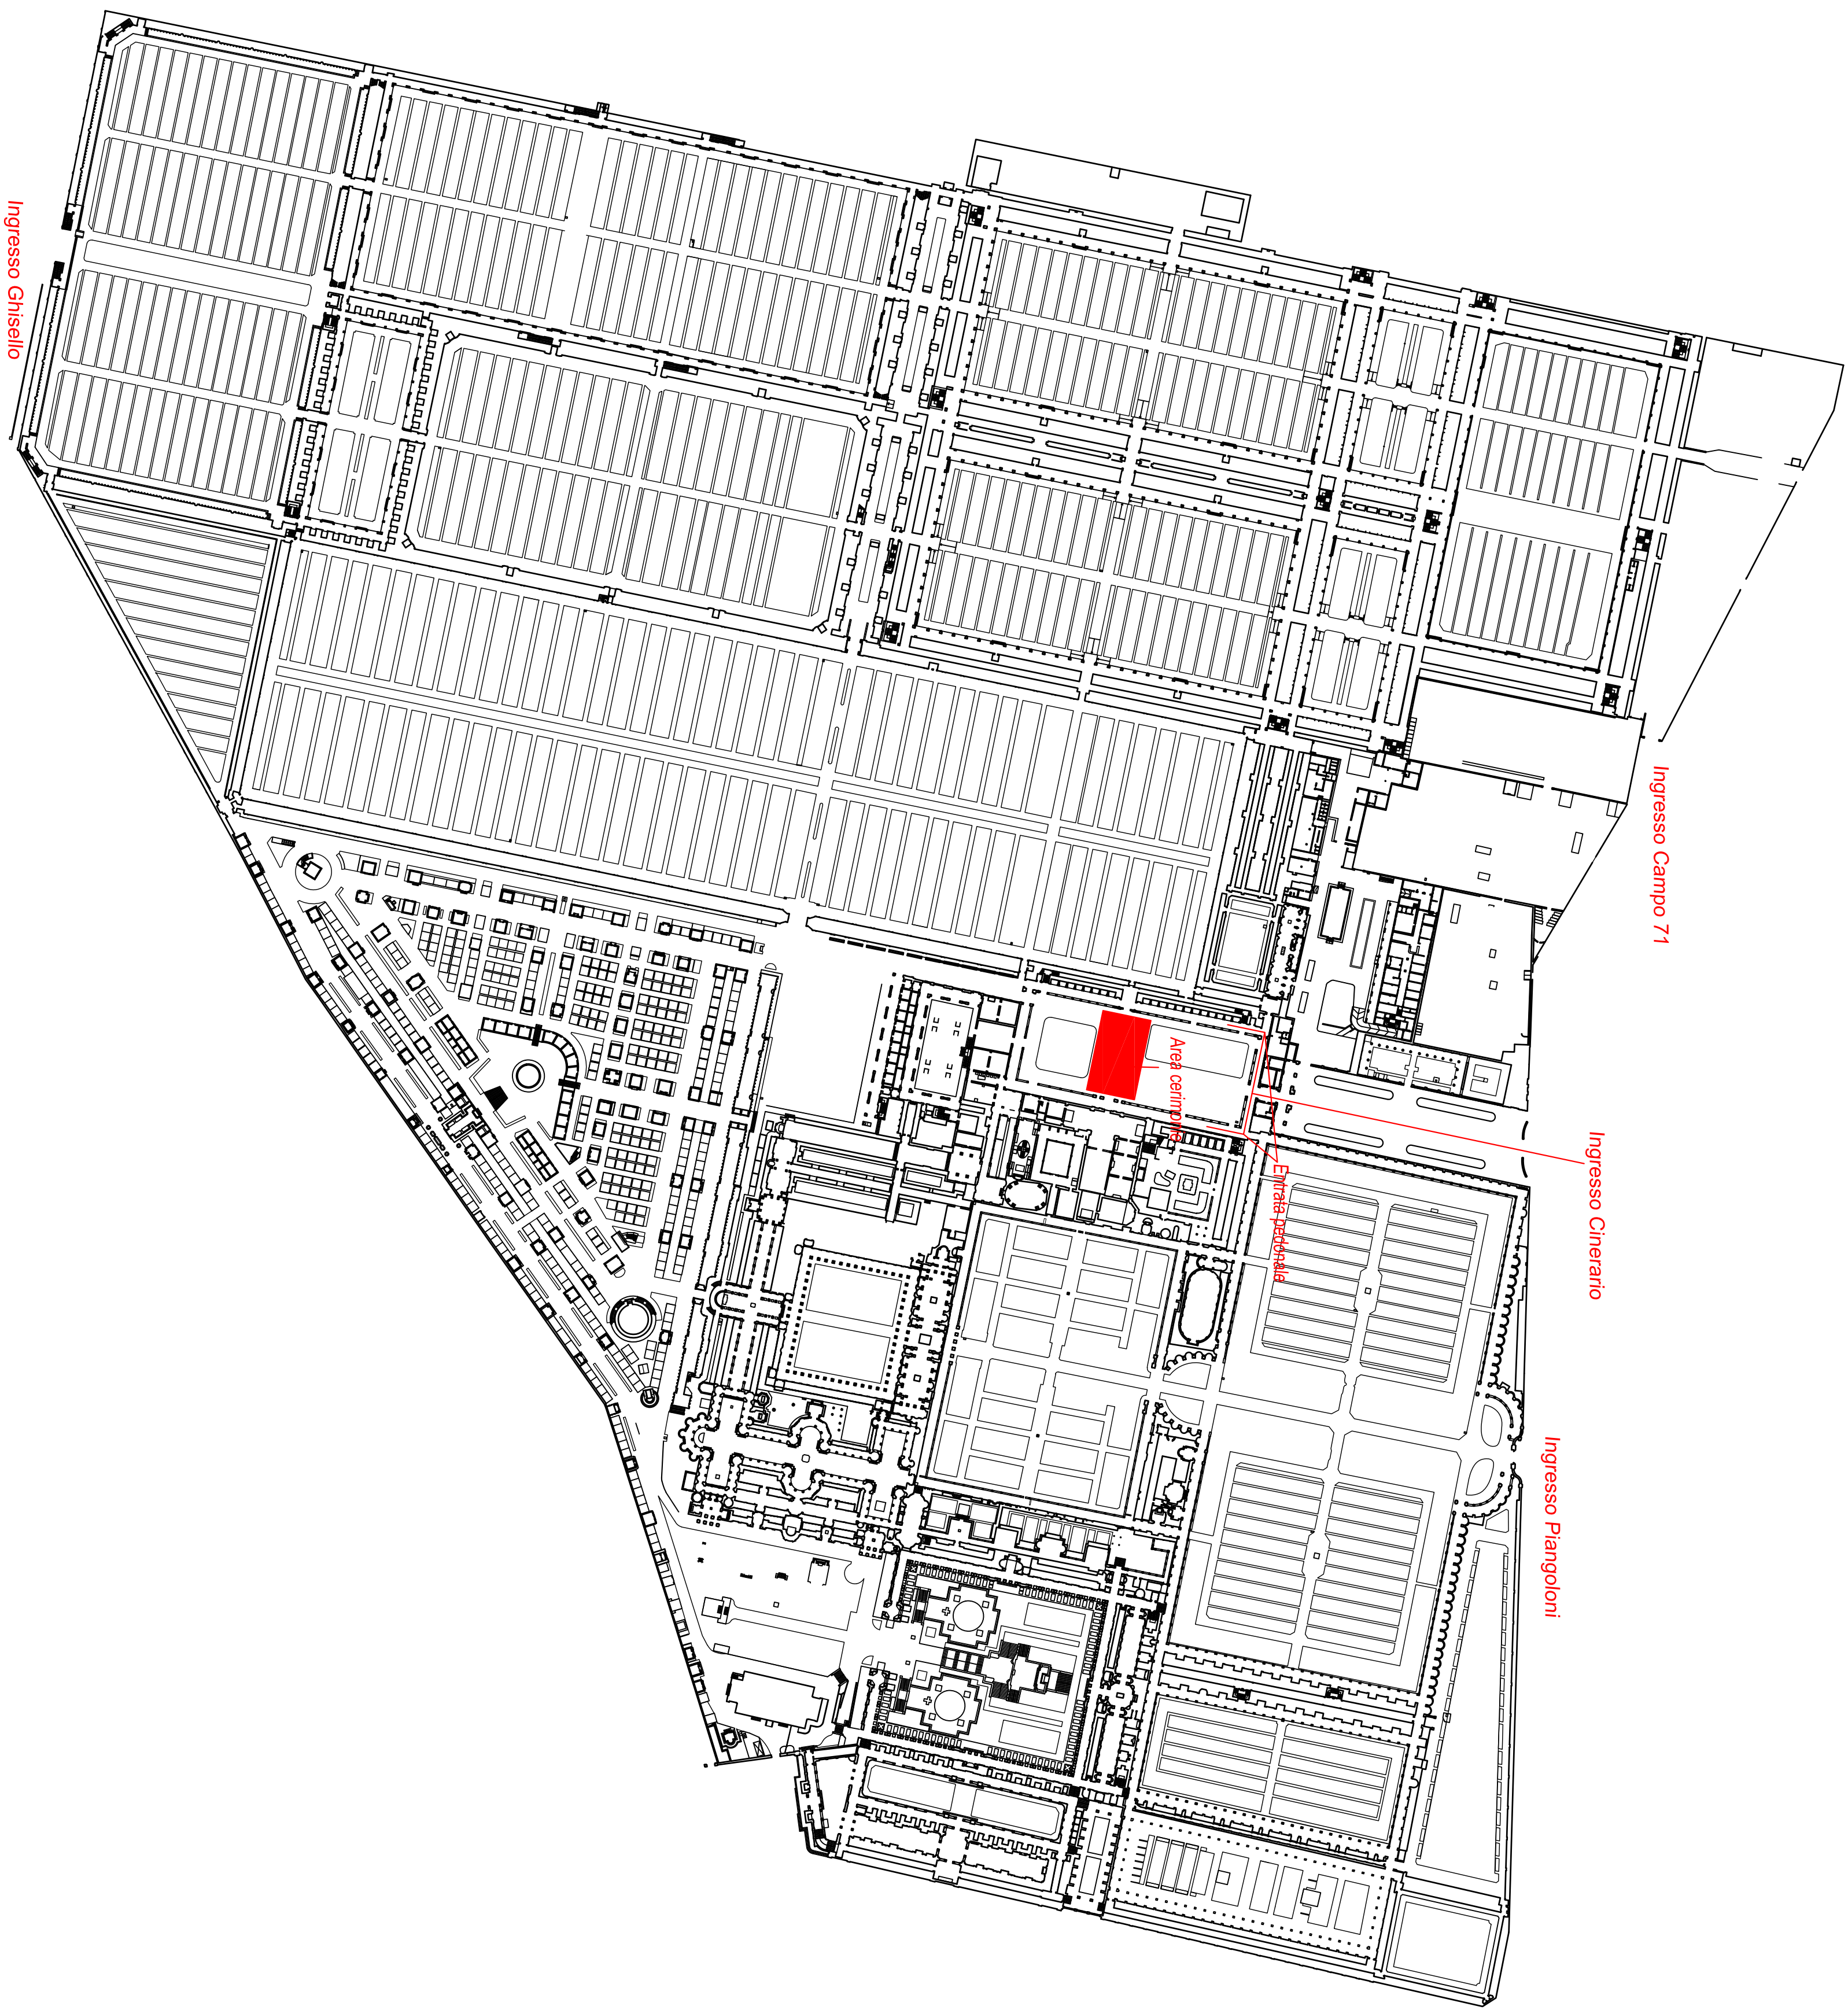 Ingresso Ghisello
Ingresso Campo 71
Area cerimonie
Entrata pedonale
Ingresso Cinerario
Ingresso Piangoloni